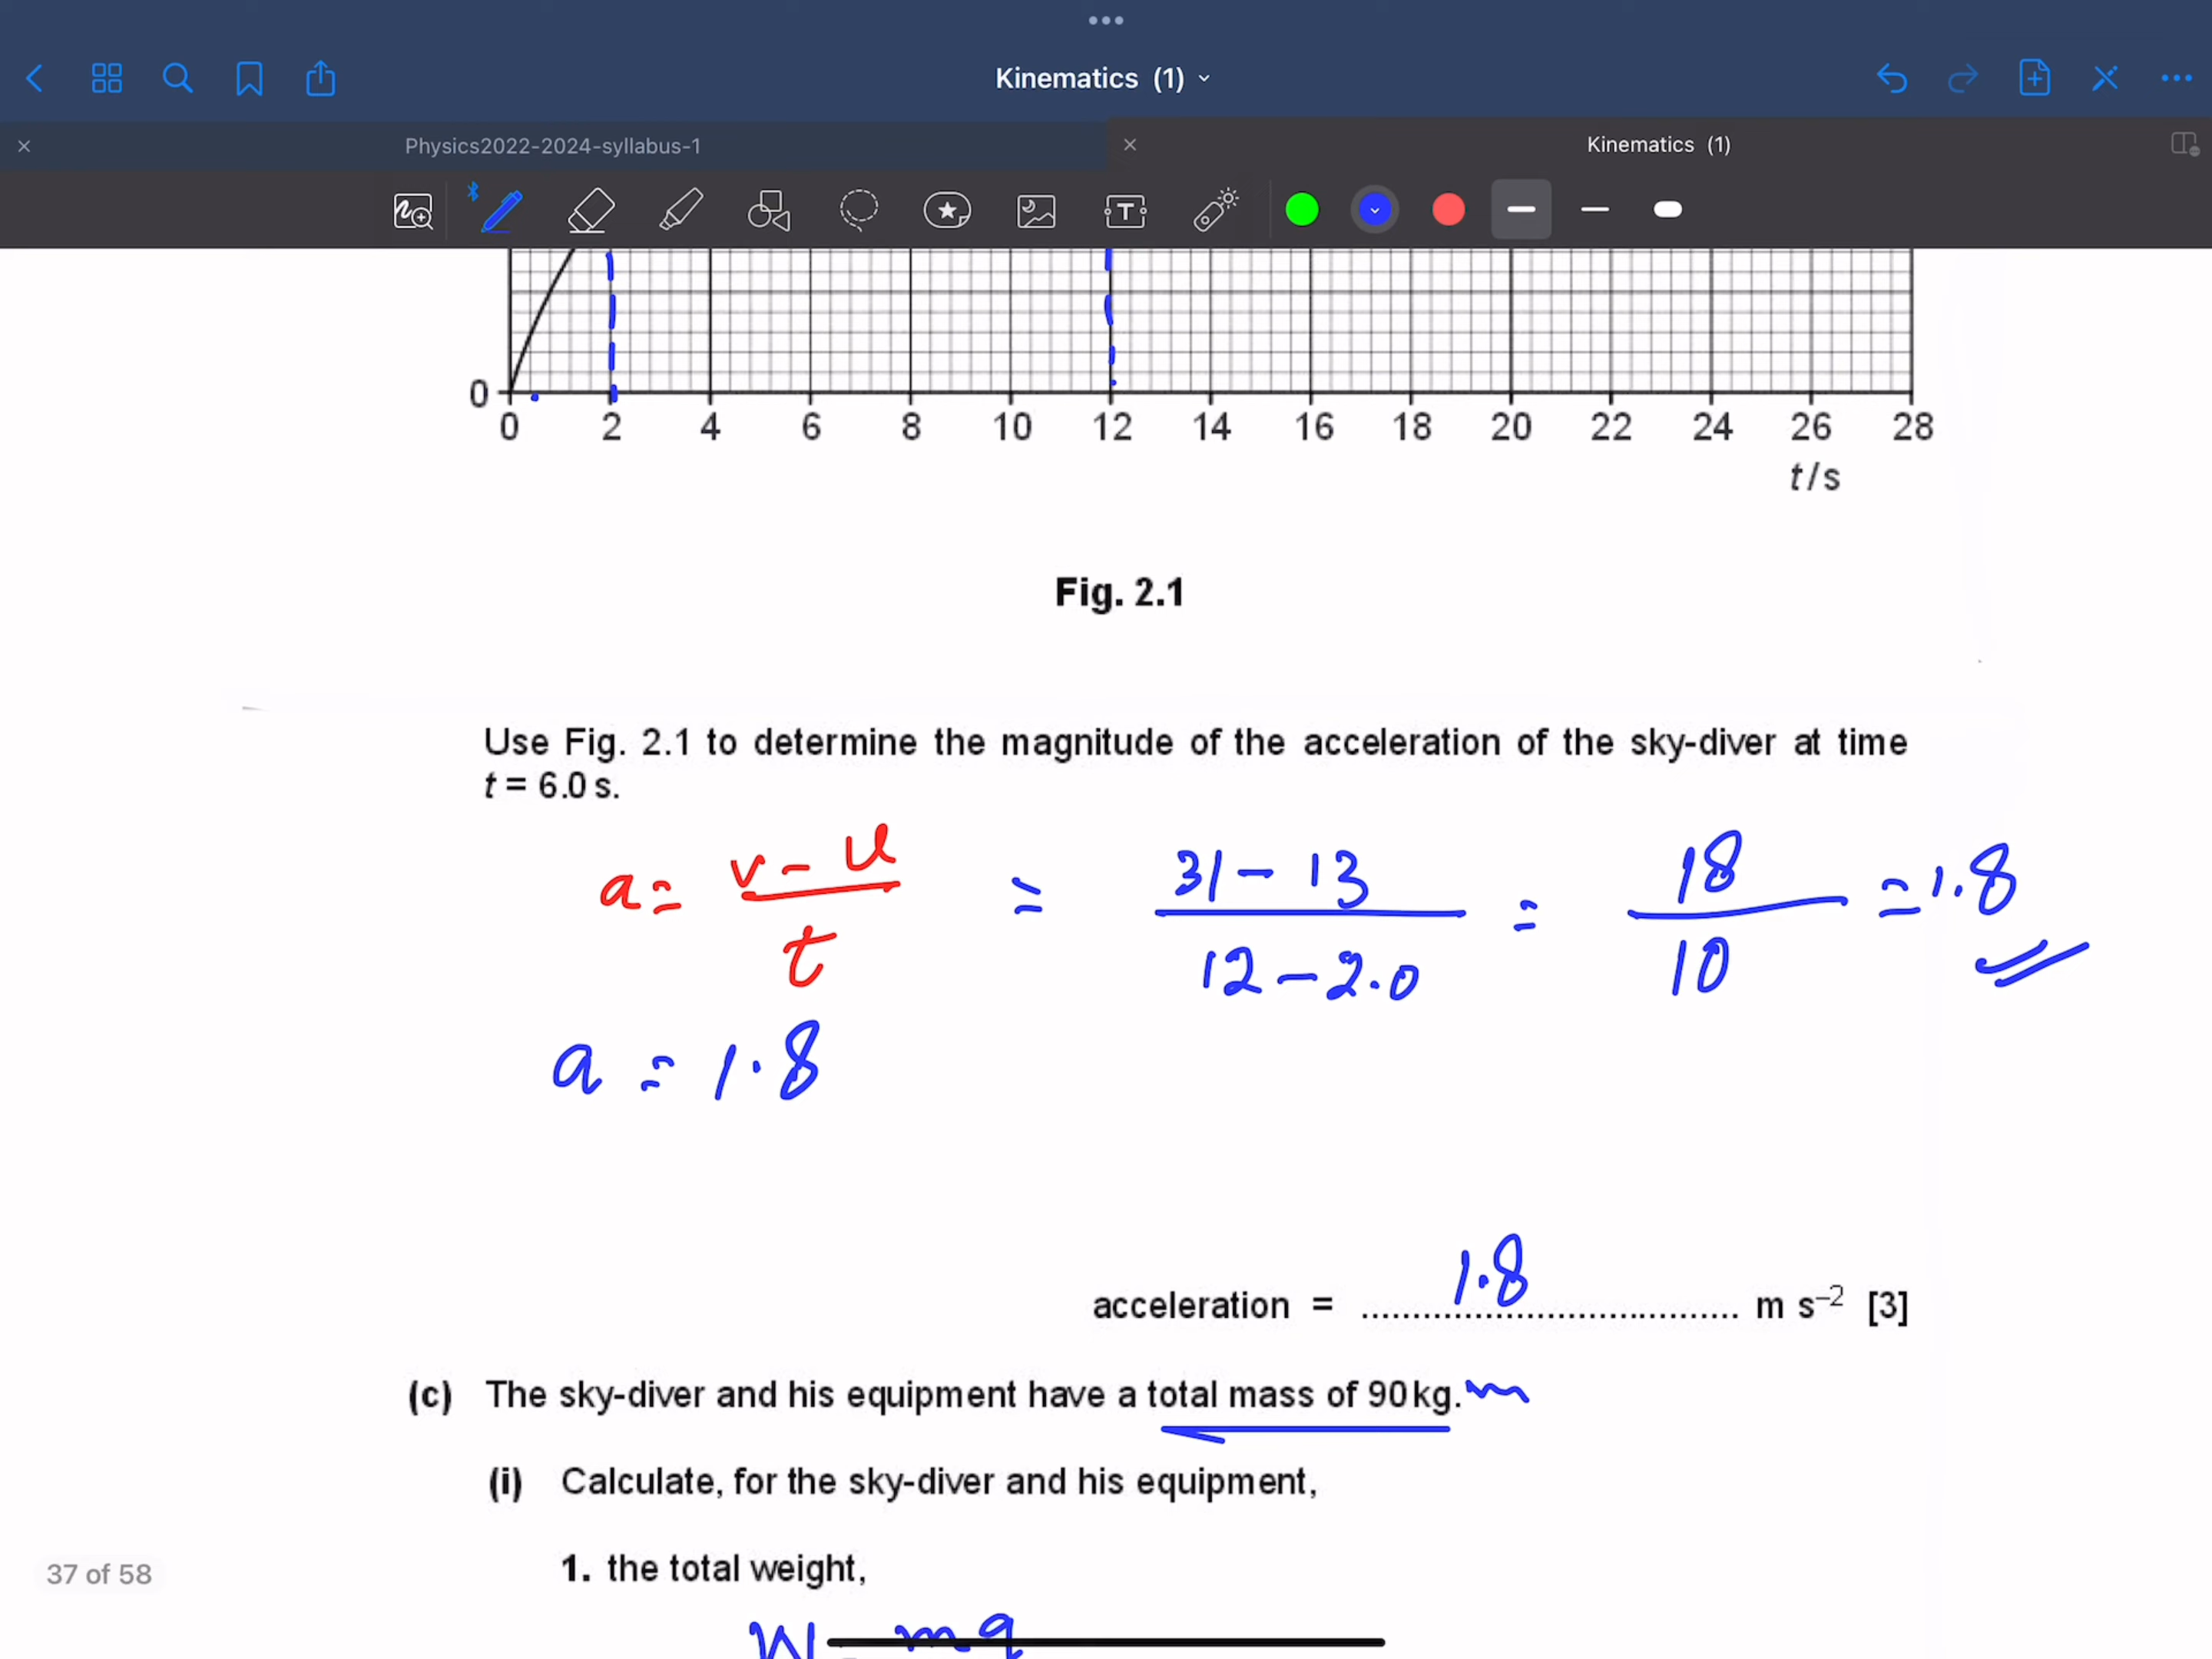 Kinematics (1)
Physics2022-2024-syllabus-1
Kinematics (1)
0
0 2 4 6 8 10 12 14 16 18 20 22 24 26 28
t/s
Fig. 2.1
Use Fig. 2.1 to determine the magnitude of the acceleration of the sky-diver at time
t = 6.0 s.
a = v - u / t = 31 - 13 / 12 - 2.0 = 18 / 10 = 1.8
a = 1.8
1.8
acceleration = .................................... m s⁻² [3]
(c) The sky-diver and his equipment have a total mass of 90 kg. m
(i) Calculate, for the sky-diver and his equipment,
1. the total weight,
W = mg
37 of 58